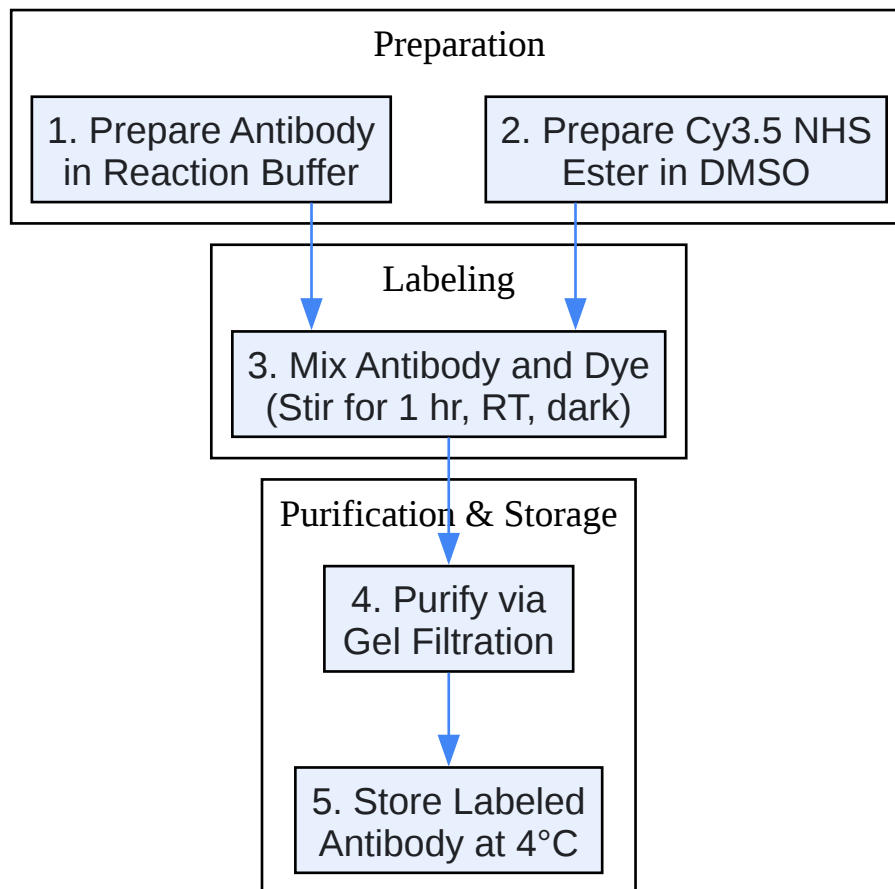 Preparation
1. Prepare Antibody
in Reaction Buffer
2. Prepare Cy3.5 NHS
Ester in DMSO
Labeling
3. Mix Antibody and Dye
(Stir for 1 hr, RT, dark)
Purification & Storage
4. Purify via
Gel Filtration
5. Store Labeled
Antibody at 4°C